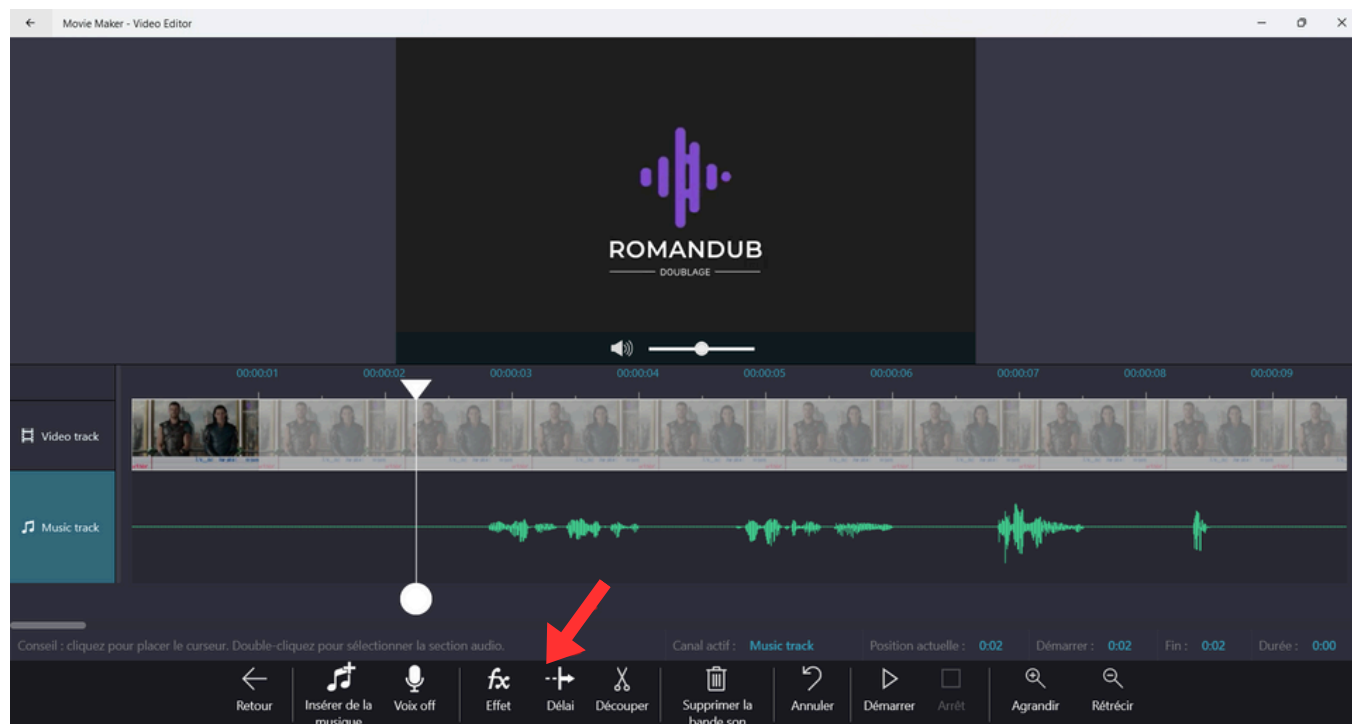 Movie Maker - Video Editor
ROMANDUB
DOUBLAGE
00:00:01 00:00:02 00:00:03 00:00:04 00:00:05 00:00:06 00:00:07 00:00:08 00:00:09
Video track
Music track
Conseil : cliquez pour placer le curseur. Double-cliquez pour sélectionner la section audio. Canal actif : Music track Position actuelle : 0:02 Démarrer : 0:02 Fin : 0:02 Durée : 0:00
fx
Retour Insérer de la musique Voix off Effet Délai Découper Supprimer la bande son Annuler Démarrer Arrêt Agrandir Rétrécir